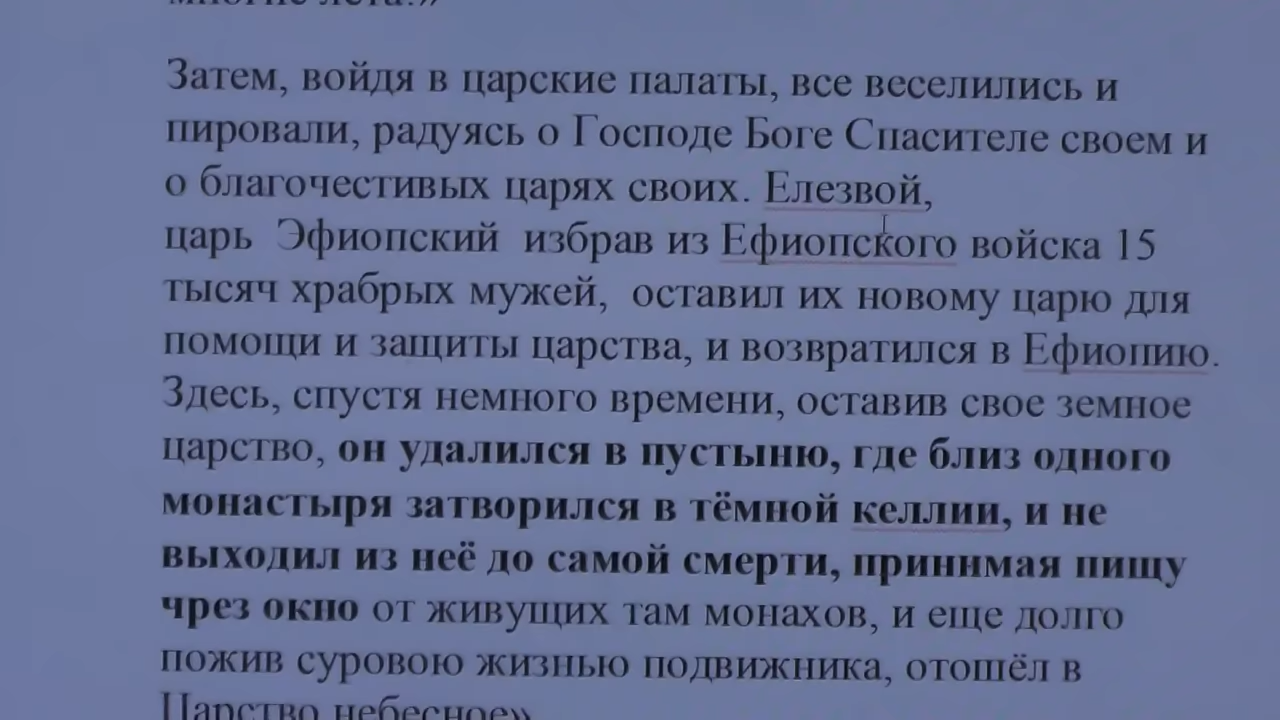 многие лета!»
Затем, войдя в царские палаты, все веселились и
пировали, радуясь о Господе Боге Спасителе своем и
о благочестивых царях своих. Елезвой,
царь Эфиопский избрав из Ефиопского войска 15
тысяч храбрых мужей, оставил их новому царю для
помощи и защиты царства, и возвратился в Ефиопию.
Здесь, спустя немного времени, оставив свое земное
царство, он удалился в пустыню, где близ одного
монастыря затворился в тёмной келлии, и не
выходил из неё до самой смерти, принимая пищу
чрез окно от живущих там монахов, и еще долго
пожив суровою жизнью подвижника, отошёл в
Царство небесное»